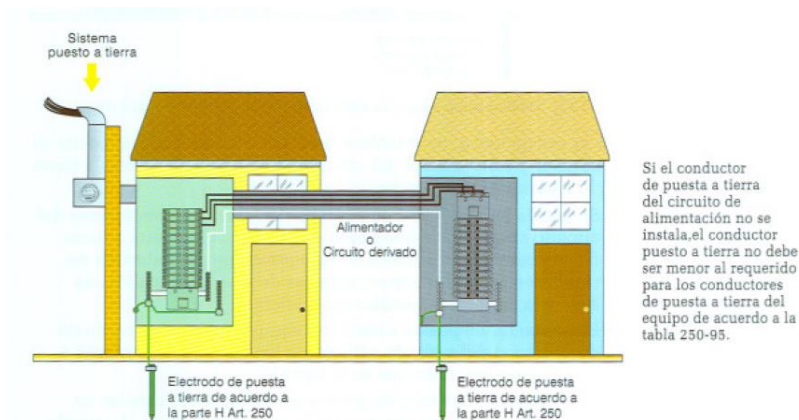 Sistema
puesto a tierra
Alimentador
o
Circuito derivado
Si el conductor
de puesta a tierra
del circuito de
alimentación no se
instala,el conductor
puesto a tierra no debe
ser menor al requerido
para los conductores
de puesta a tierra del
equipo de acuerdo a la
tabla 250-95.
Electrodo de puesta
a tierra de acuerdo a
la parte H Art. 250
Electrodo de puesta
a tierra de acuerdo a
la parte H Art. 250